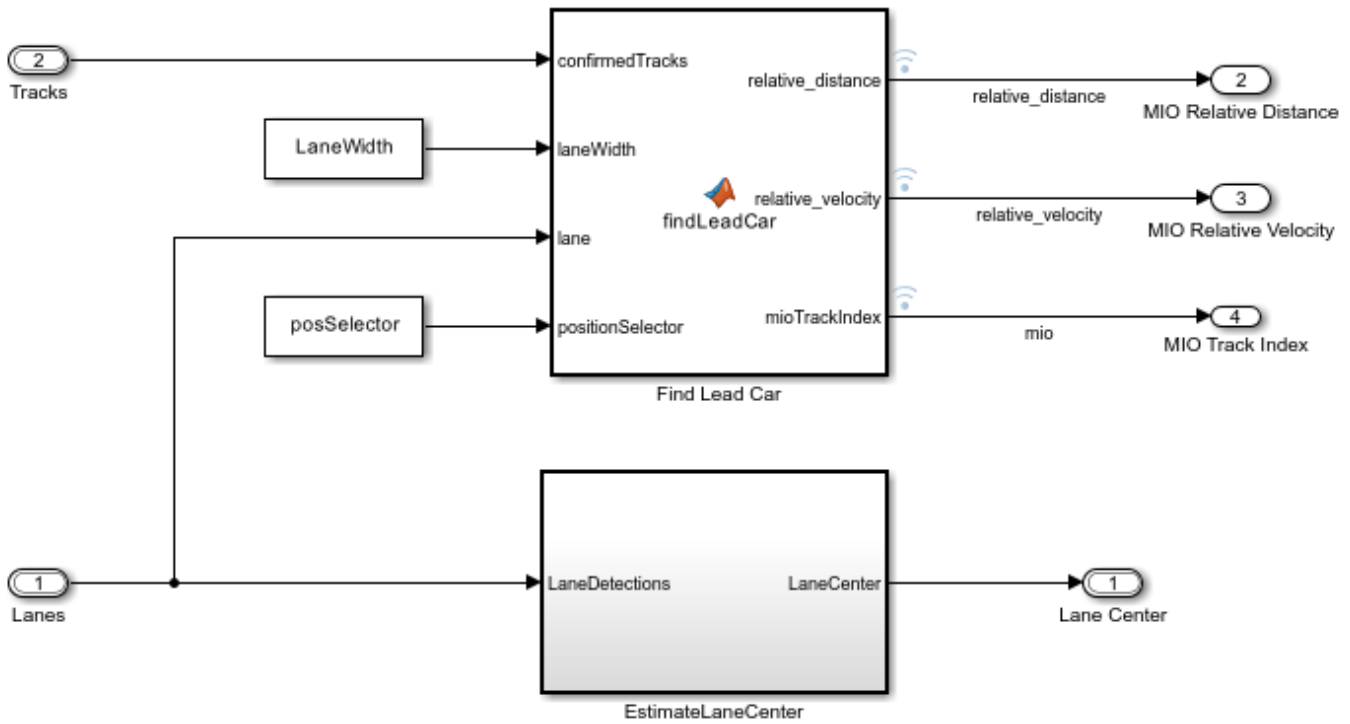 2
Tracks
LaneWidth
posSelector
confirmedTracks
laneWidth
lane
positionSelector
findLeadCar
relative_distance
relative_velocity
mioTrackIndex
Find Lead Car
relative_distance
2
MIO Relative Distance
relative_velocity
3
MIO Relative Velocity
mio
4
MIO Track Index
1
Lanes
LaneDetections
LaneCenter
EstimateLaneCenter
1
Lane Center